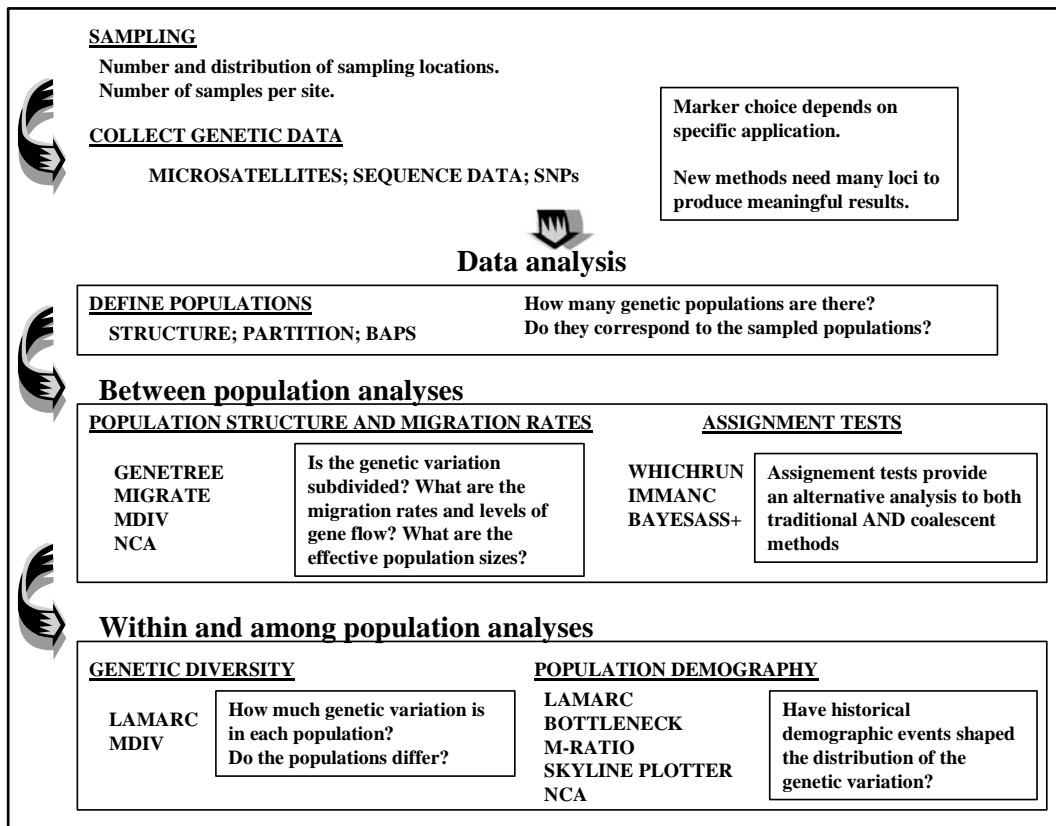 SAMPLING
Number and distribution of sampling locations.
Number of samples per site.
COLLECT GENETIC DATA
MICROSATELLITES; SEQUENCE DATA; SNPs
Marker choice depends on
specific application.
New methods need many loci to
produce meaningful results.
Data analysis
DEFINE POPULATIONS
STRUCTURE; PARTITION; BAPS
How many genetic populations are there?
Do they correspond to the sampled populations?
Between population analyses
POPULATION STRUCTURE AND MIGRATION RATES
GENETREE
MIGRATE
MDIV
NCA
Is the genetic variation
subdivided? What are the
migration rates and levels of
gene flow? What are the
effective population sizes?
ASSIGNMENT TESTS
WHICHRUN
IMMANC
BAYESASS+
Assignement tests provide
an alternative analysis to both
traditional AND coalescent
methods
Within and among population analyses
GENETIC DIVERSITY
LAMARC
MDIV
How much genetic variation is
in each population?
Do the populations differ?
POPULATION DEMOGRAPHY
LAMARC
BOTTLENECK
M-RATIO
SKYLINE PLOTTER
NCA
Have historical
demographic events shaped
the distribution of the
genetic variation?